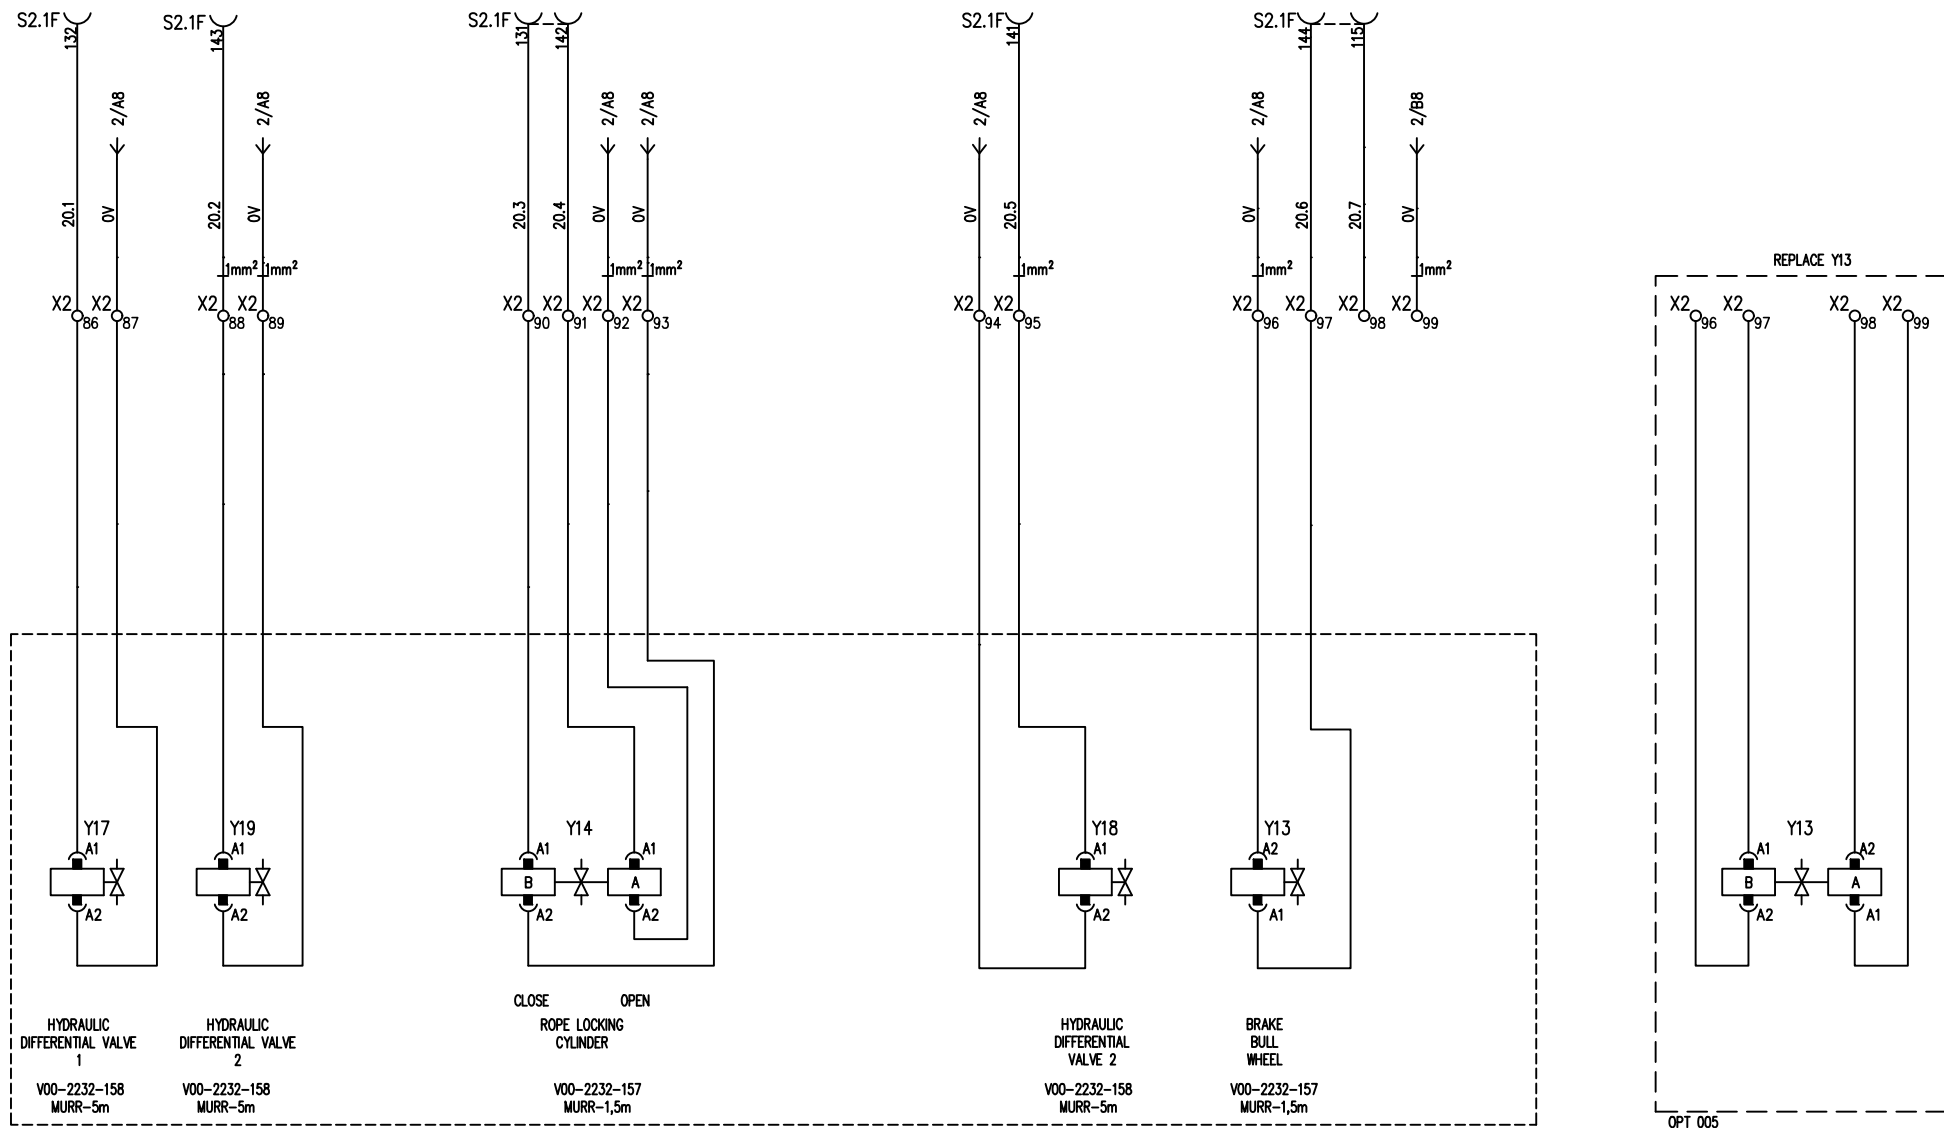 S2.1F
132
S2.1F
143
S2.1F
131
142
141
S2.1F
144
115
2/A8
2/A8
2/A8
2/A8
2/A8
2/A8
2/B8
20.1
0V
20.2
0V
20.3
20.4
0V
0V
0V
20.5
0V
20.6
20.7
0V
1mm²
1mm²
1mm²
1mm²
1mm²
1mm²
1mm²
REPLACE Y13
X2
86
X2
87
X2
88
X2
89
X2
90
X2
91
X2
92
X2
93
X2
94
X2
95
X2
96
X2
97
X2
98
X2
99
X2
96
X2
97
X2
98
X2
99
Y17
A1
A2
Y19
A1
A2
Y14
A1
B
A2
A1
A
A2
Y18
A1
A2
Y13
A2
A1
Y13
A1
B
A2
A2
A
A1
CLOSE
OPEN
HYDRAULIC
DIFFERENTIAL VALVE
1
V00-2232-158
MURR-5m
HYDRAULIC
DIFFERENTIAL VALVE
2
V00-2232-158
MURR-5m
ROPE LOCKING
CYLINDER
V00-2232-157
MURR-1,5m
HYDRAULIC
DIFFERENTIAL
VALVE 2
V00-2232-158
MURR-5m
BRAKE
BULL
WHEEL
V00-2232-157
MURR-1,5m
OPT 005